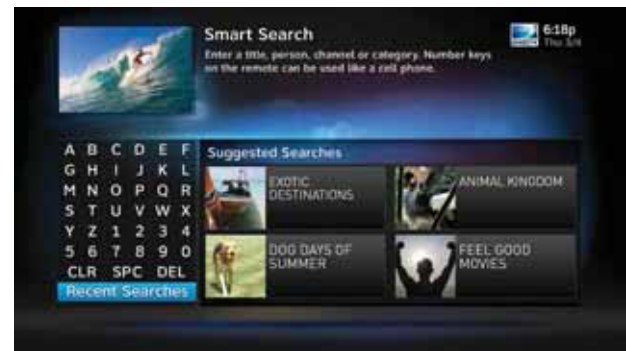 Smart Search
Enter a title, person, channel or category. Number keys
on the remote can be used like a cell phone.
6:18p
Thu 3/4
A B C D E F
G H I J K L
M N O P Q R
S T U V W X
Y Z 1 2 3 4
5 6 7 8 9 0
CLR SPC DEL
Recent Searches
Suggested Searches
EXOTIC
DESTINATIONS
ANIMAL KINGDOM
DOG DAYS OF
SUMMER
FEEL GOOD
MOVIES